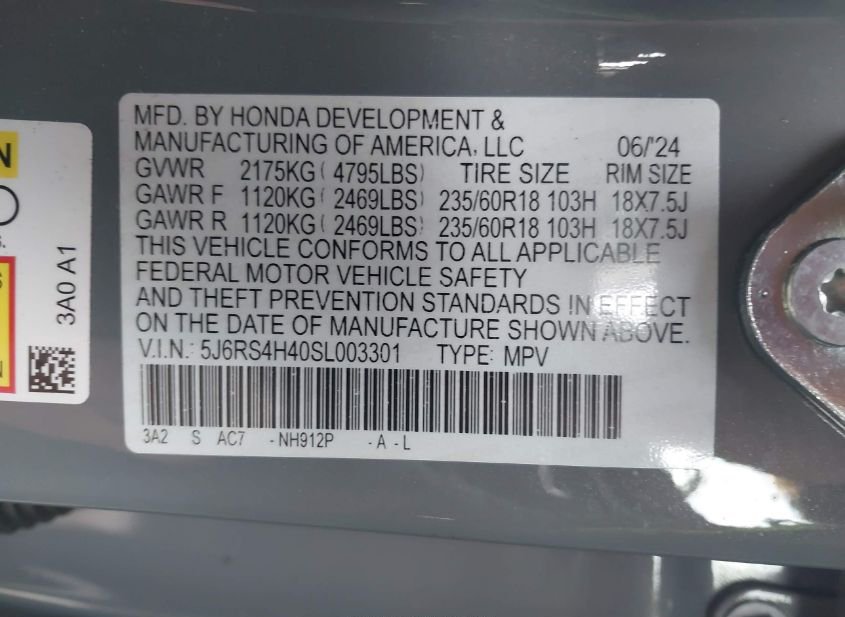 MFD. BY HONDA DEVELOPMENT &
MANUFACTURING OF AMERICA, LLC 06/'24
GVWR 2175KG ( 4795LBS) TIRE SIZE RIM SIZE
GAWR F 1120KG ( 2469LBS) 235/60R18 103H 18X7.5J
GAWR R 1120KG ( 2469LBS) 235/60R18 103H 18X7.5J
THIS VEHICLE CONFORMS TO ALL APPLICABLE
FEDERAL MOTOR VEHICLE SAFETY
AND THEFT PREVENTION STANDARDS IN EFFECT
ON THE DATE OF MANUFACTURE SHOWN ABOVE.
V.I.N.: 5J6RS4H40SL003301 TYPE: MPV
3A2 S AC7 -NH912P -A -L
3A0 A1